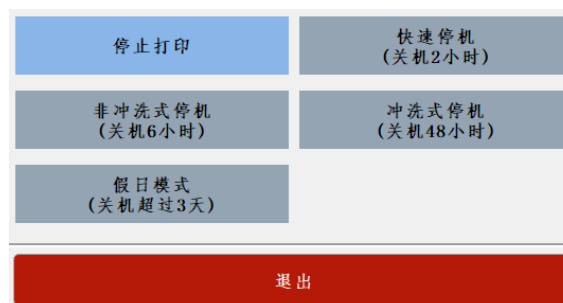 停止打印
快速停机
(关机2小时)
非冲洗式停机
(关机6小时)
冲洗式停机
(关机48小时)
假日模式
(关机超过3天)
退出